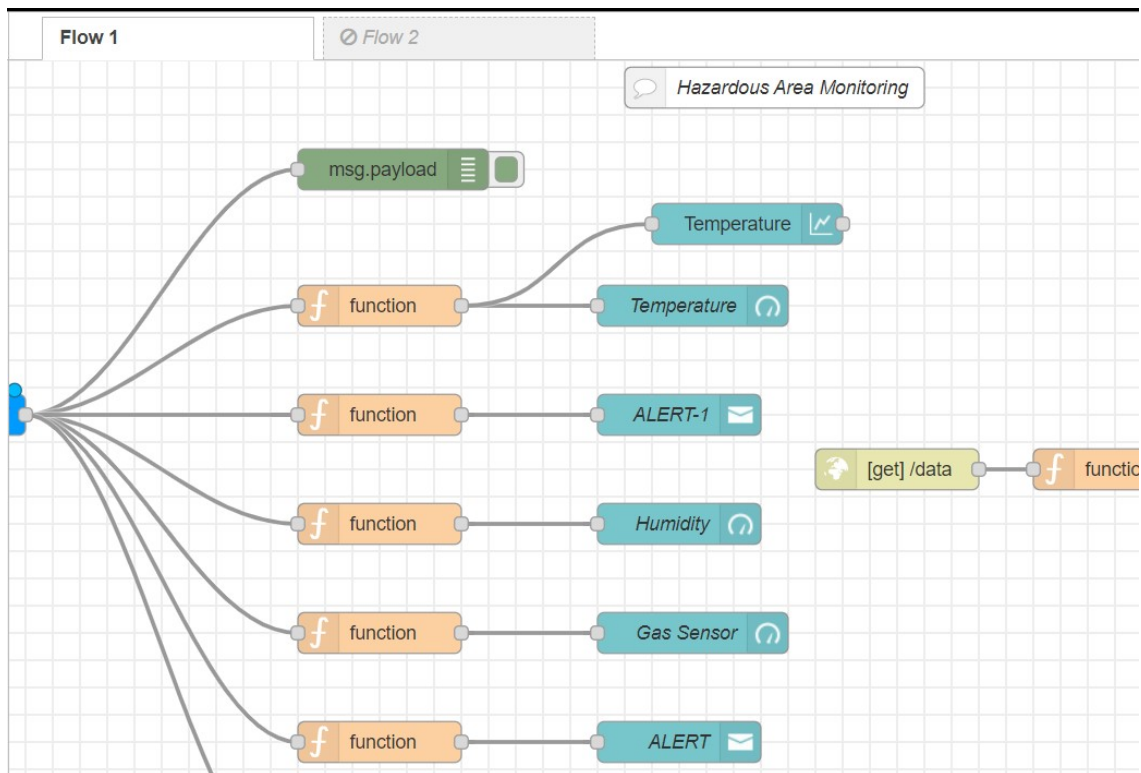 Flow 1
Flow 2
Hazardous Area Monitoring
msg.payload
Temperature
function
Temperature
function
ALERT-1
[get] /data
functio
function
Humidity
function
Gas Sensor
function
ALERT